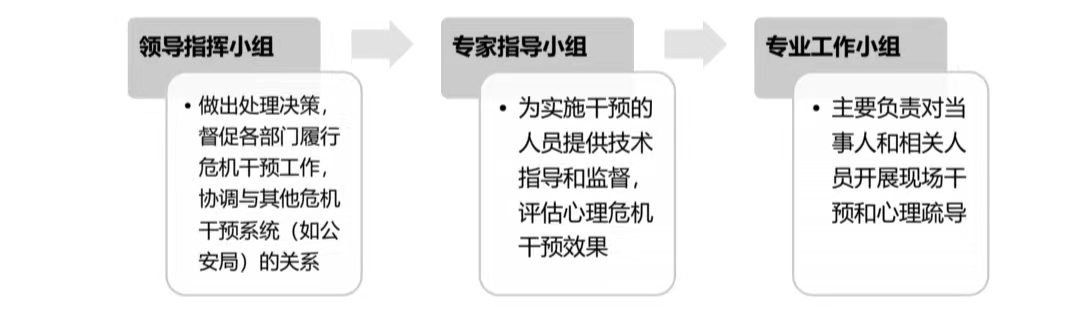 领导指挥小组
• 做出处理决策，
督促各部门履行
危机干预工作，
协调与其他危机
干预系统（如公
安局）的关系
专家指导小组
• 为实施干预的
人员提供技术
指导和监督，
评估心理危机
干预效果
专业工作小组
• 主要负责对当
事人和相关人
员开展现场干
预和心理疏导